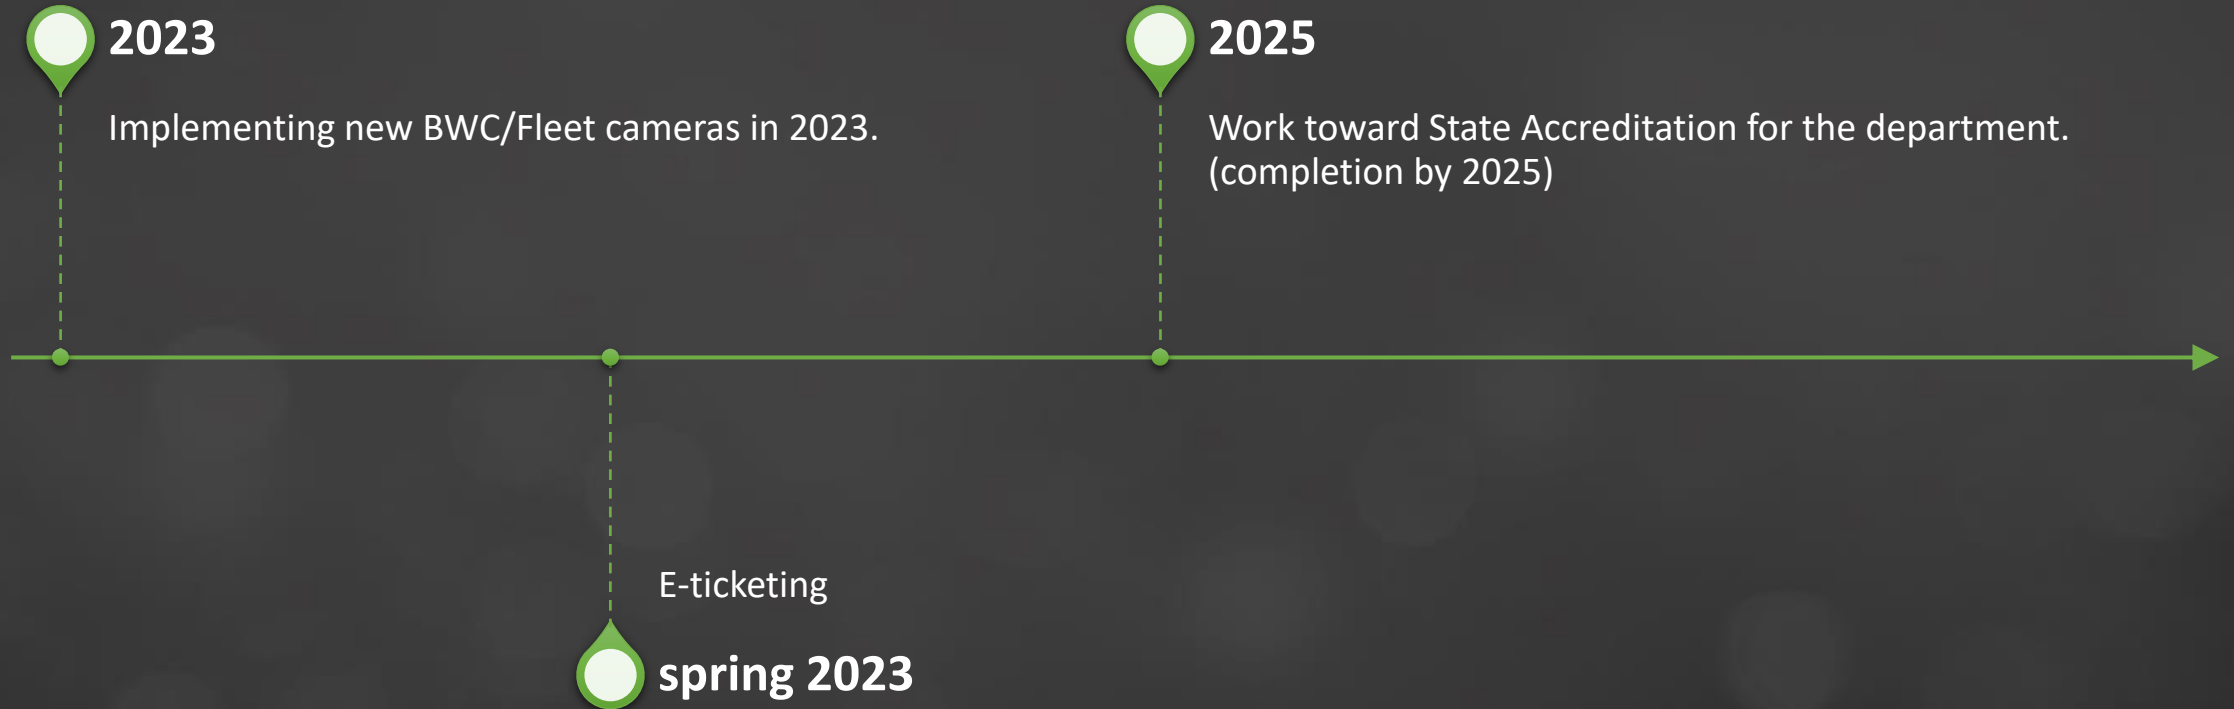 2023
Implementing new BWC/Fleet cameras in 2023.
2025
Work toward State Accreditation for the department.
(completion by 2025)
E-ticketing
spring 2023